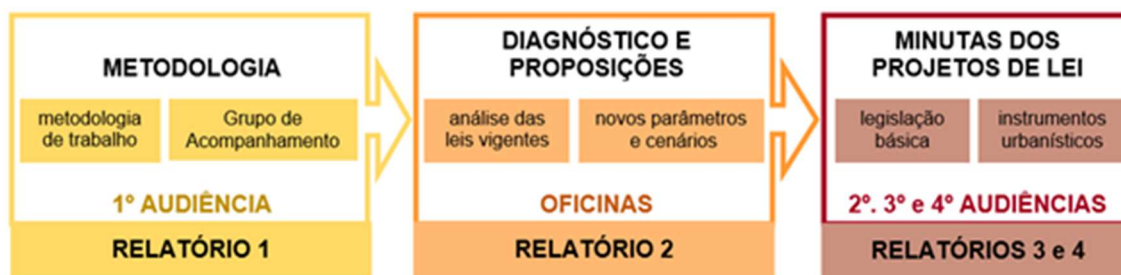 METODOLOGIA
metodologia
de trabalho
Grupo de
Acompanhamento
1º AUDIÊNCIA
RELATÓRIO 1
DIAGNÓSTICO E
PROPOSIÇÕES
análise das
leis vigentes
novos parâmetros
e cenários
OFICINAS
RELATÓRIO 2
MINUTAS DOS
PROJETOS DE LEI
legislação
básica
instrumentos
urbanísticos
2º. 3º e 4º AUDIÊNCIAS
RELATÓRIOS 3 e 4